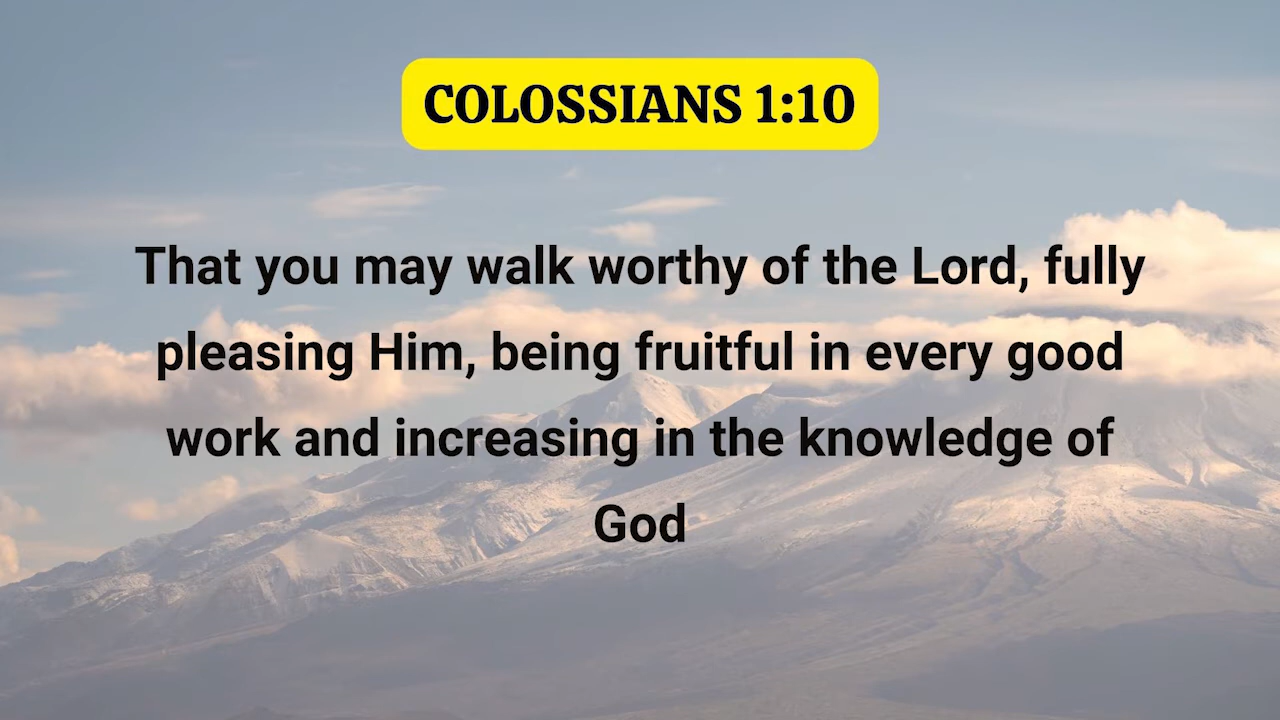 COLOSSIANS 1:10
That you may walk worthy of the Lord, fully
pleasing Him, being fruitful in every good
work and increasing in the knowledge of
God